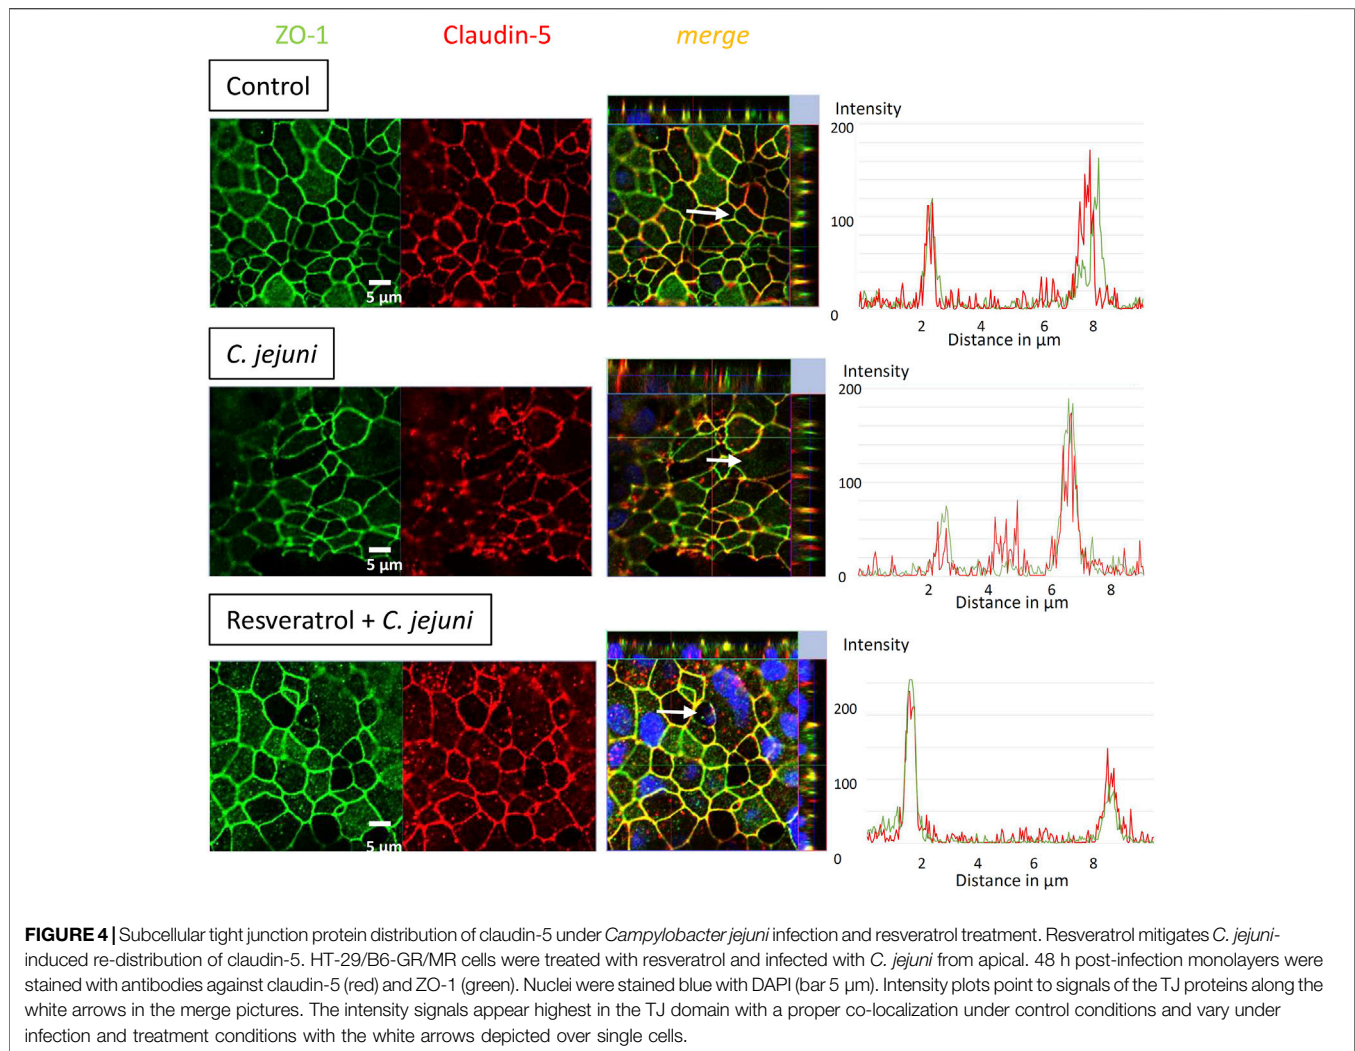 ZO-1 Claudin-5 merge
Control
5 µm
Intensity
200
100
0
2 4 6 8
Distance in µm
C. jejuni
5 µm
Intensity
200
100
0
2 4 6 8
Distance in µm
Resveratrol + C. jejuni
5 µm
Intensity
200
100
0
2 4 6 8
Distance in µm
FIGURE 4 | Subcellular tight junction protein distribution of claudin-5 under Campylobacter jejuni infection and resveratrol treatment. Resveratrol mitigates C. jejuni-
induced re-distribution of claudin-5. HT-29/B6-GR/MR cells were treated with resveratrol and infected with C. jejuni from apical. 48 h post-infection monolayers were
stained with antibodies against claudin-5 (red) and ZO-1 (green). Nuclei were stained blue with DAPI (bar 5 µm). Intensity plots point to signals of the TJ proteins along the
white arrows in the merge pictures. The intensity signals appear highest in the TJ domain with a proper co-localization under control conditions and vary under
infection and treatment conditions with the white arrows depicted over single cells.